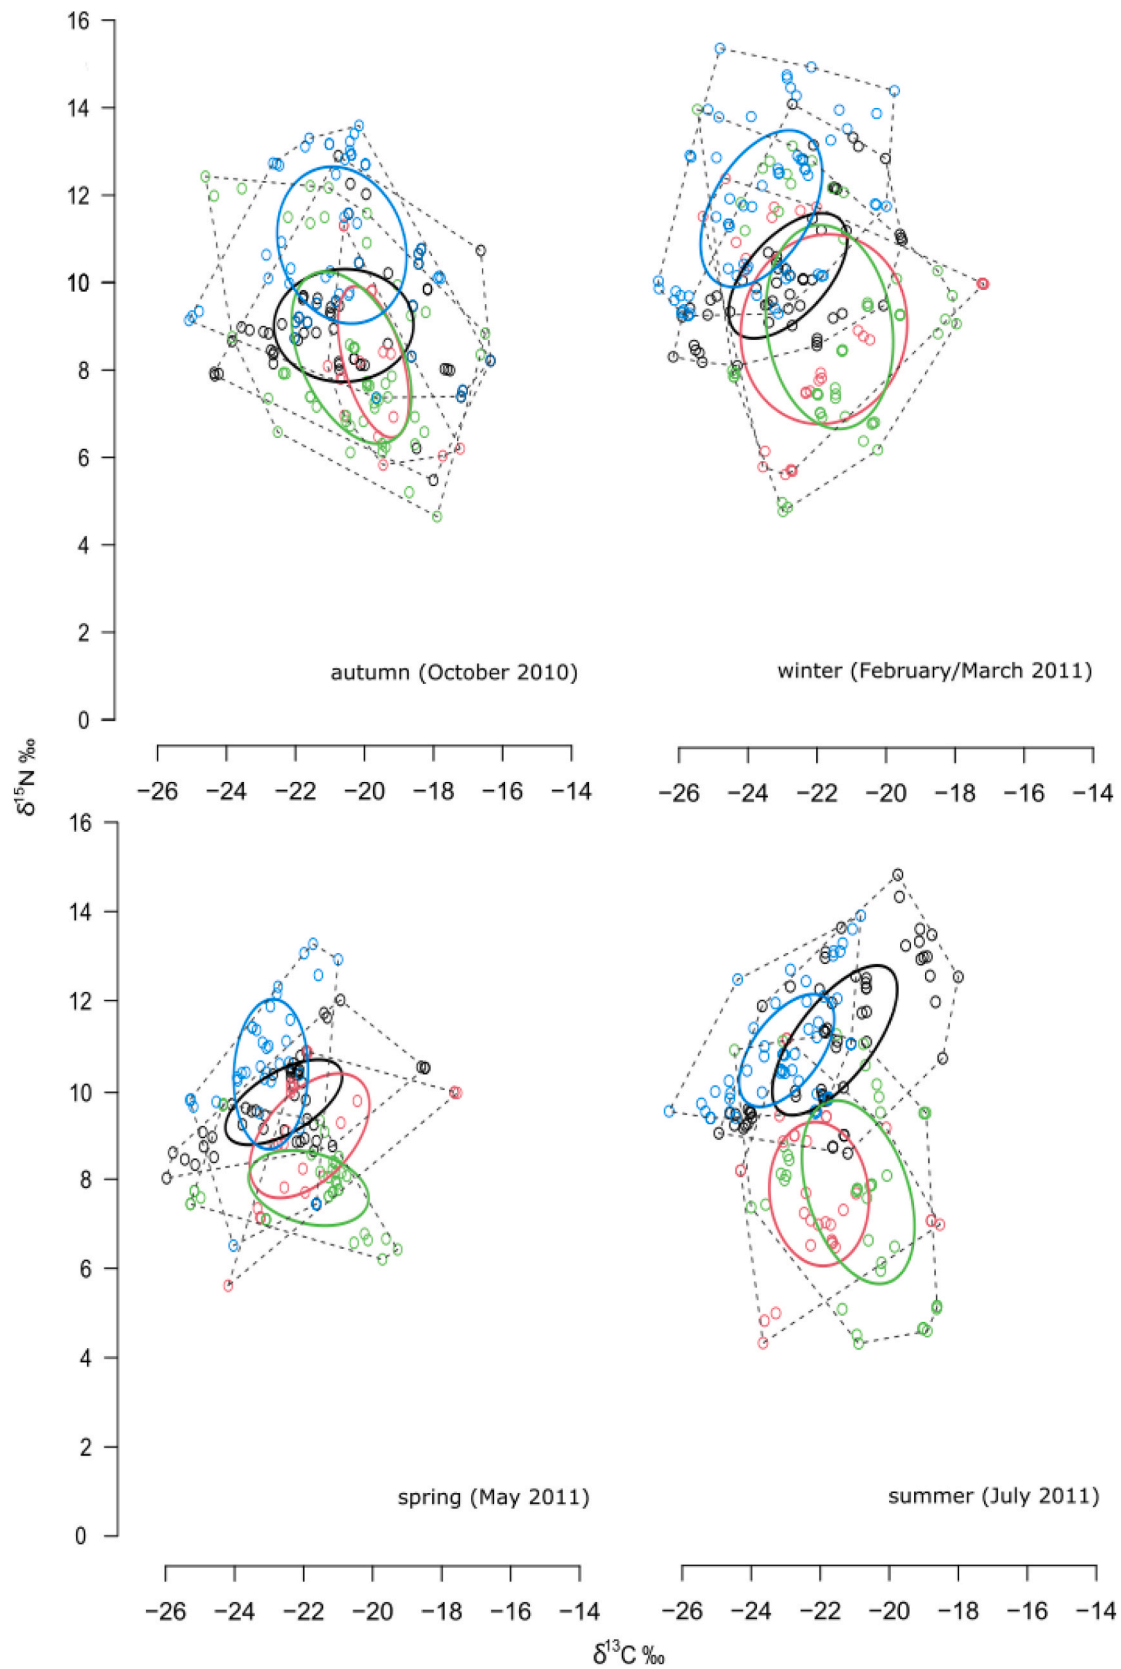 16
14
12
10
8
6
4
2
0
autumn (October 2010)
winter (February/March 2011)
−26 −24 −22 −20 −18 −16 −14
−26 −24 −22 −20 −18 −16 −14
δ¹⁵N ‰
16
14
12
10
8
6
4
2
0
spring (May 2011)
summer (July 2011)
−26 −24 −22 −20 −18 −16 −14
−26 −24 −22 −20 −18 −16 −14
δ¹³C ‰